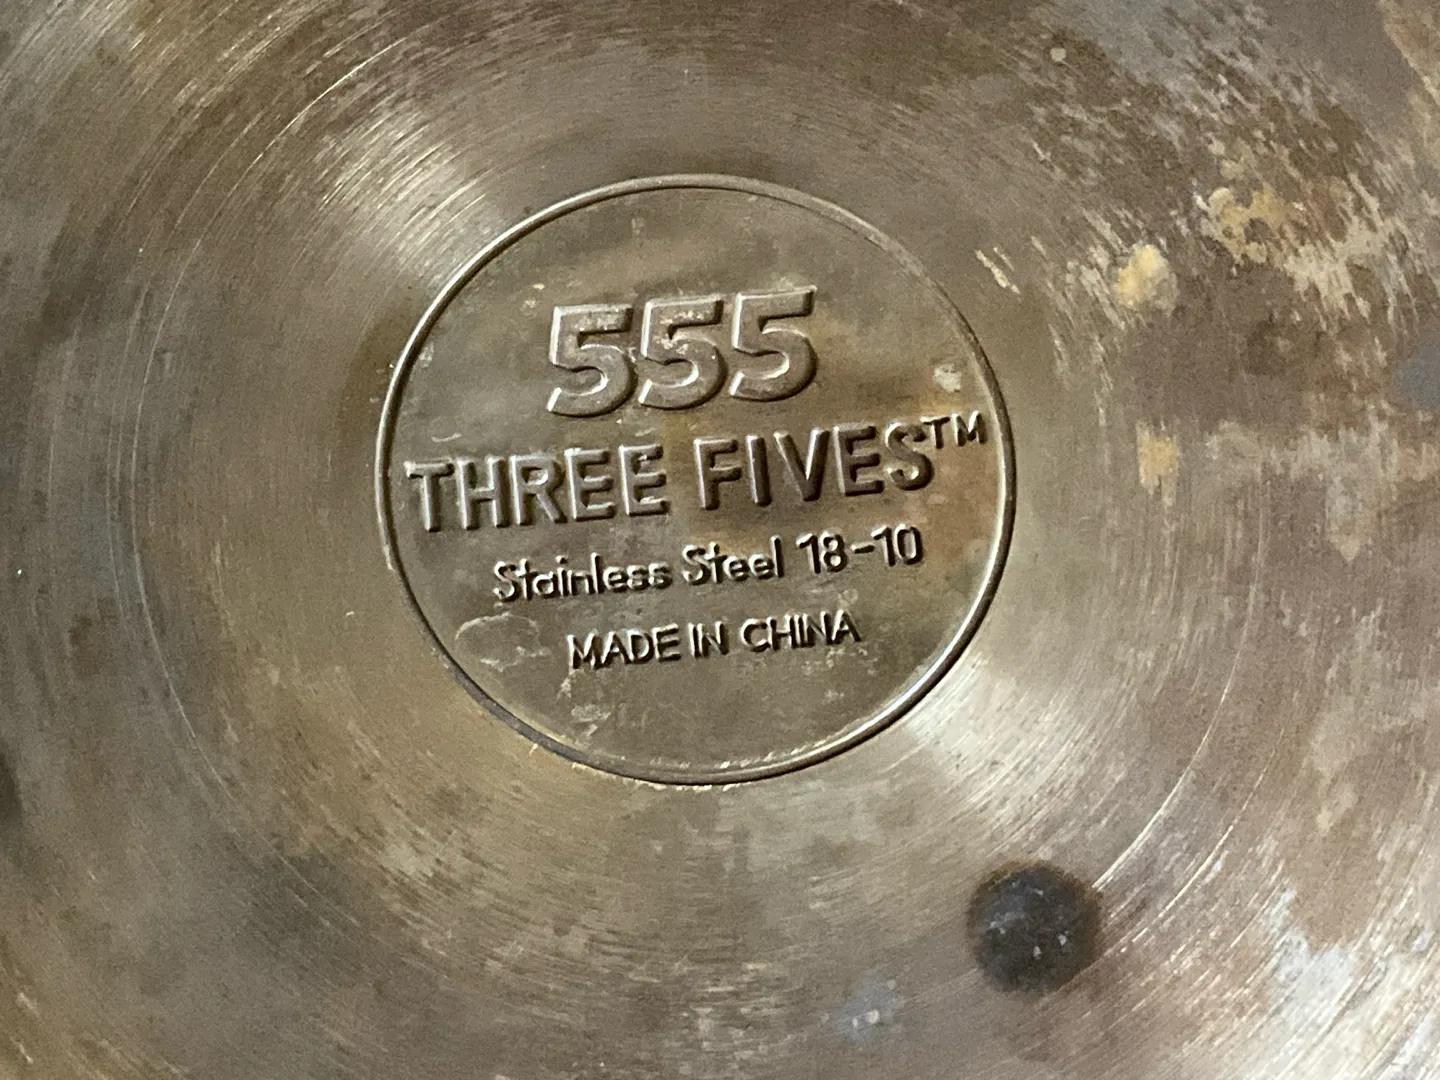 555
THREE FIVES™
Stainless Steel 18-10
MADE IN CHINA